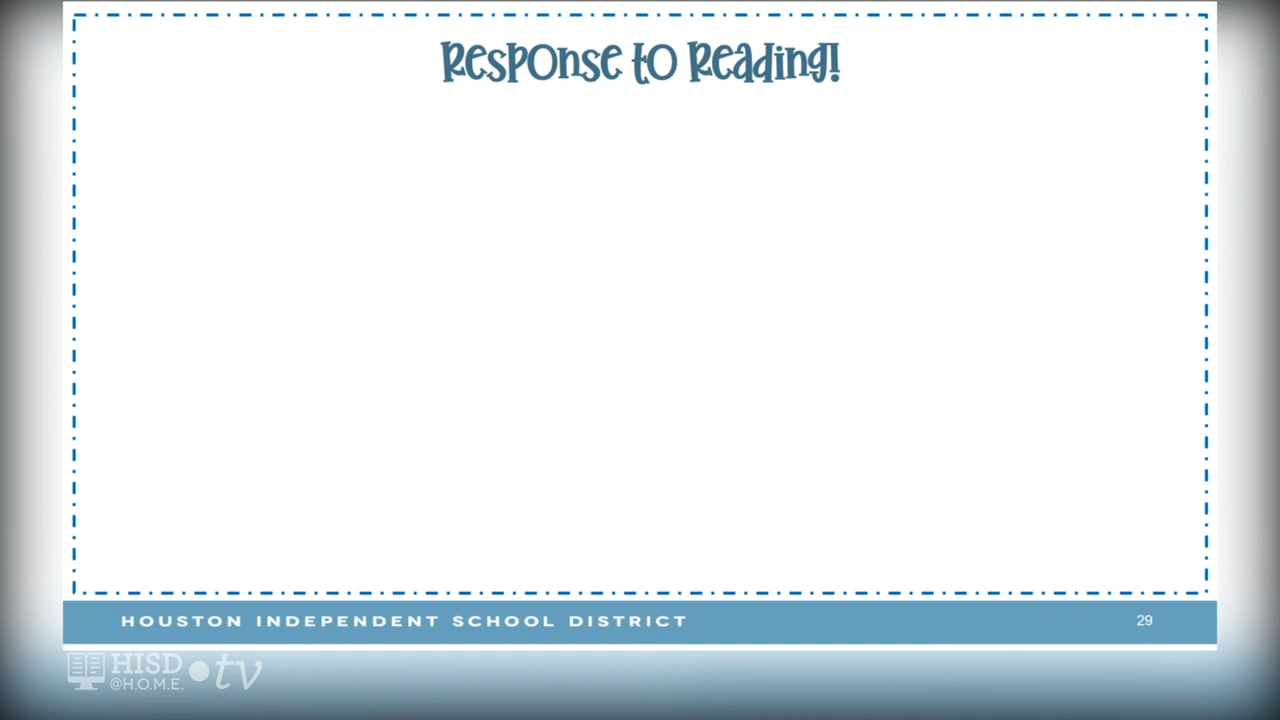 Response to Reading!
HOUSTON INDEPENDENT SCHOOL DISTRICT
29
HISD
@H.O.M.E.
tv